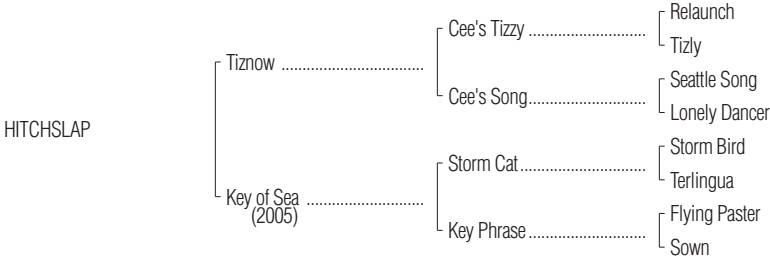 Relaunch
Cee's Tizzy ..............................
Tizly
Tiznow ....................................
Seattle Song
Cee's Song..............................
Lonely Dancer
HITCHSLAP
Storm Bird
Storm Cat................................
Terlingua
Key of Sea ..............................
(2005)
Flying Paster
Key Phrase..............................
Sown